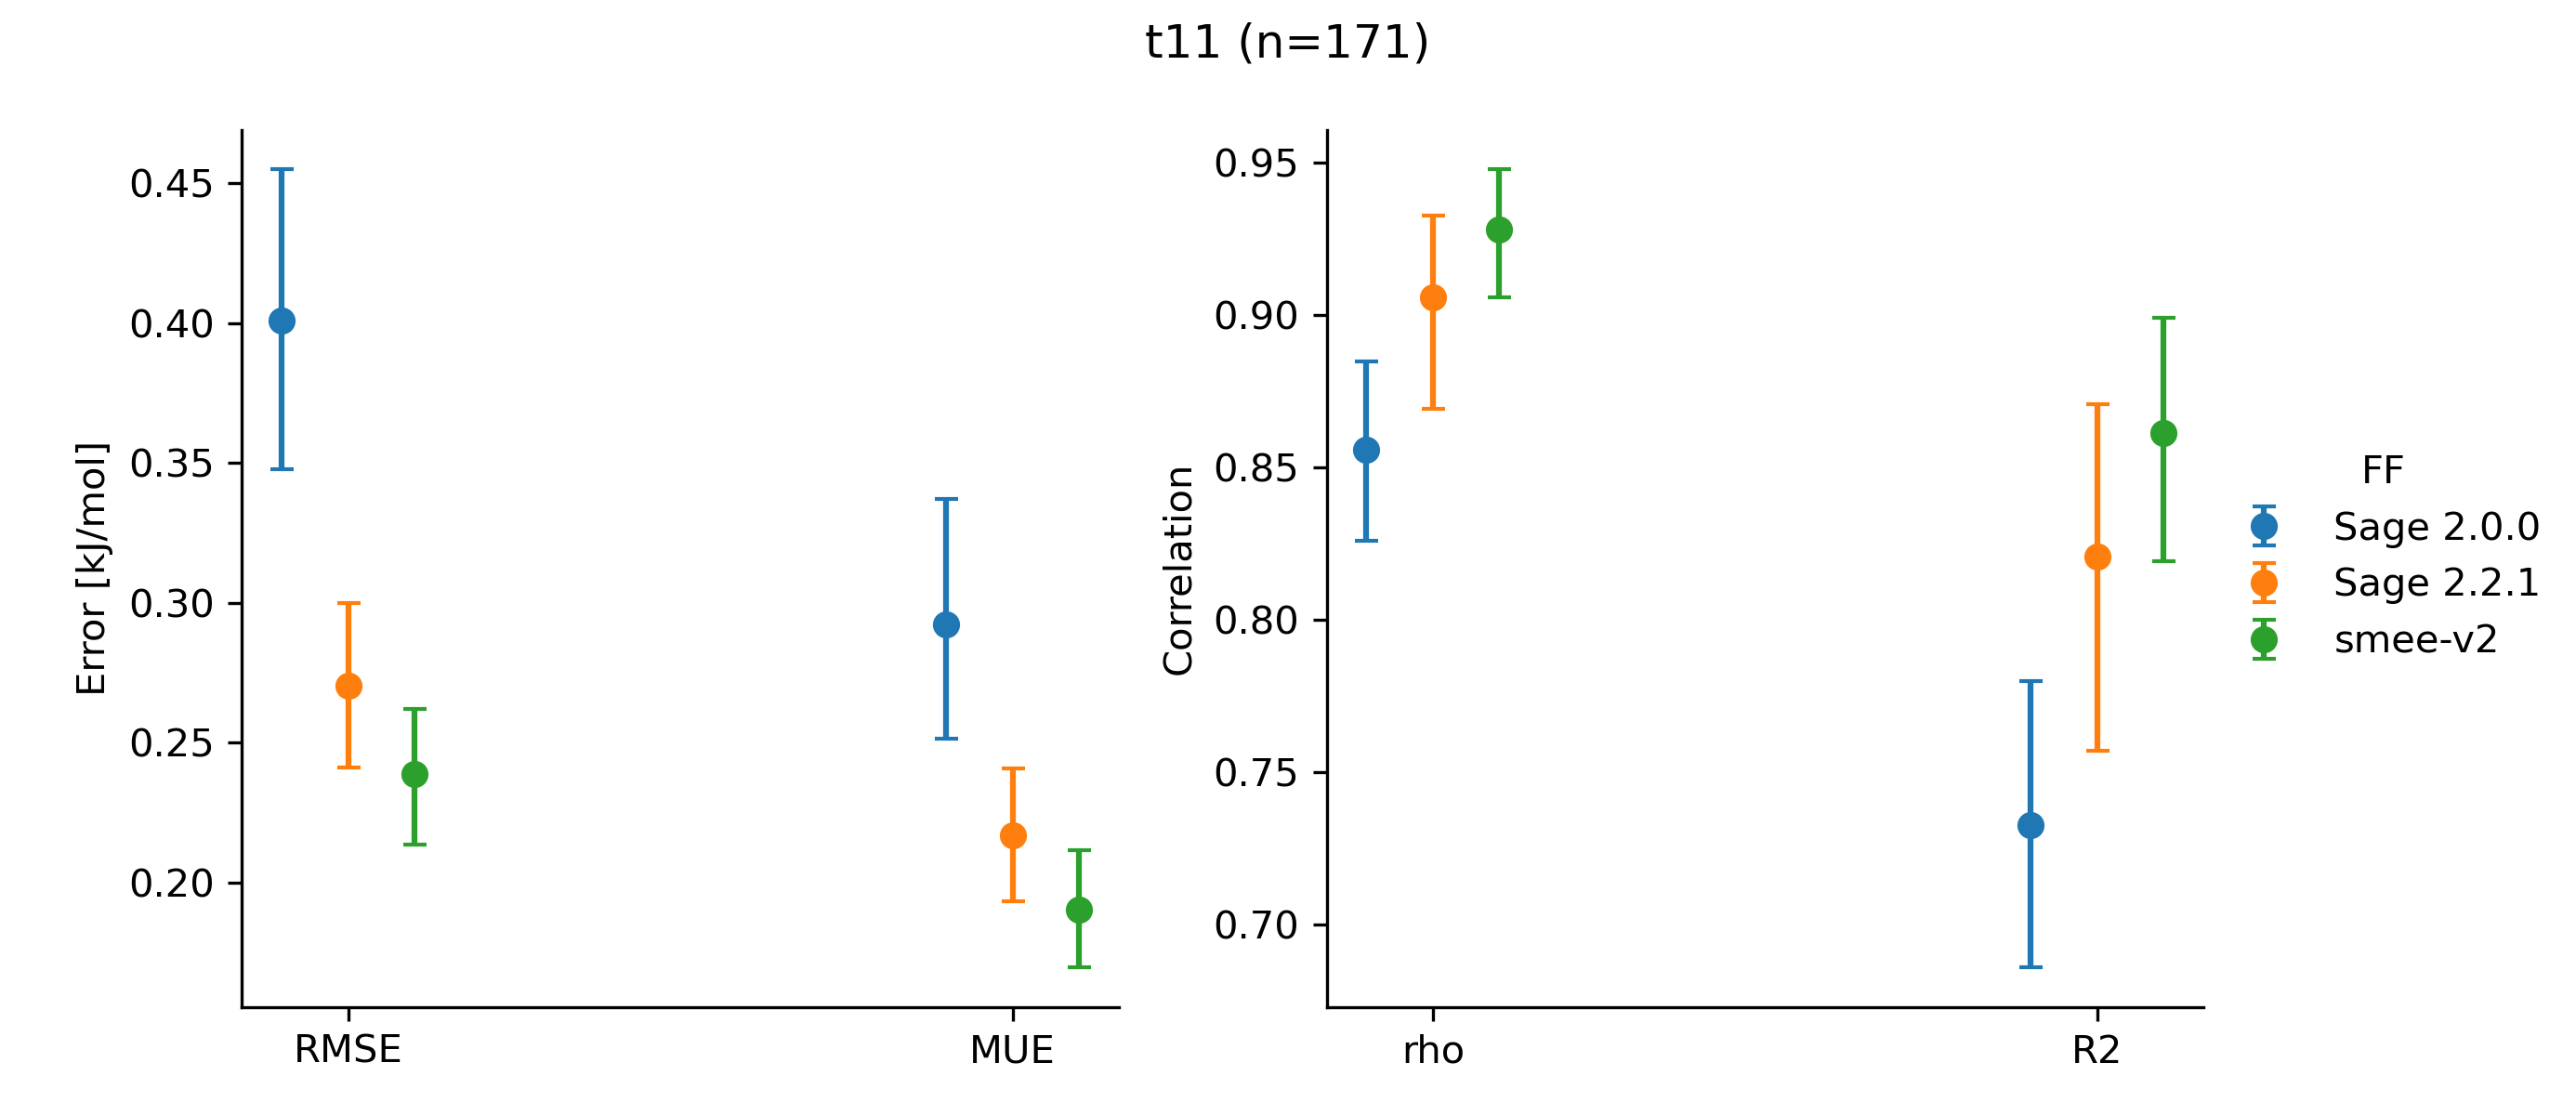 t11 (n=171)
Error [kJ/mol]
0.45
0.40
0.35
0.30
0.25
0.20
RMSE
MUE
Correlation
0.95
0.90
0.85
0.80
0.75
0.70
rho
R2
FF
Sage 2.0.0
Sage 2.2.1
smee-v2